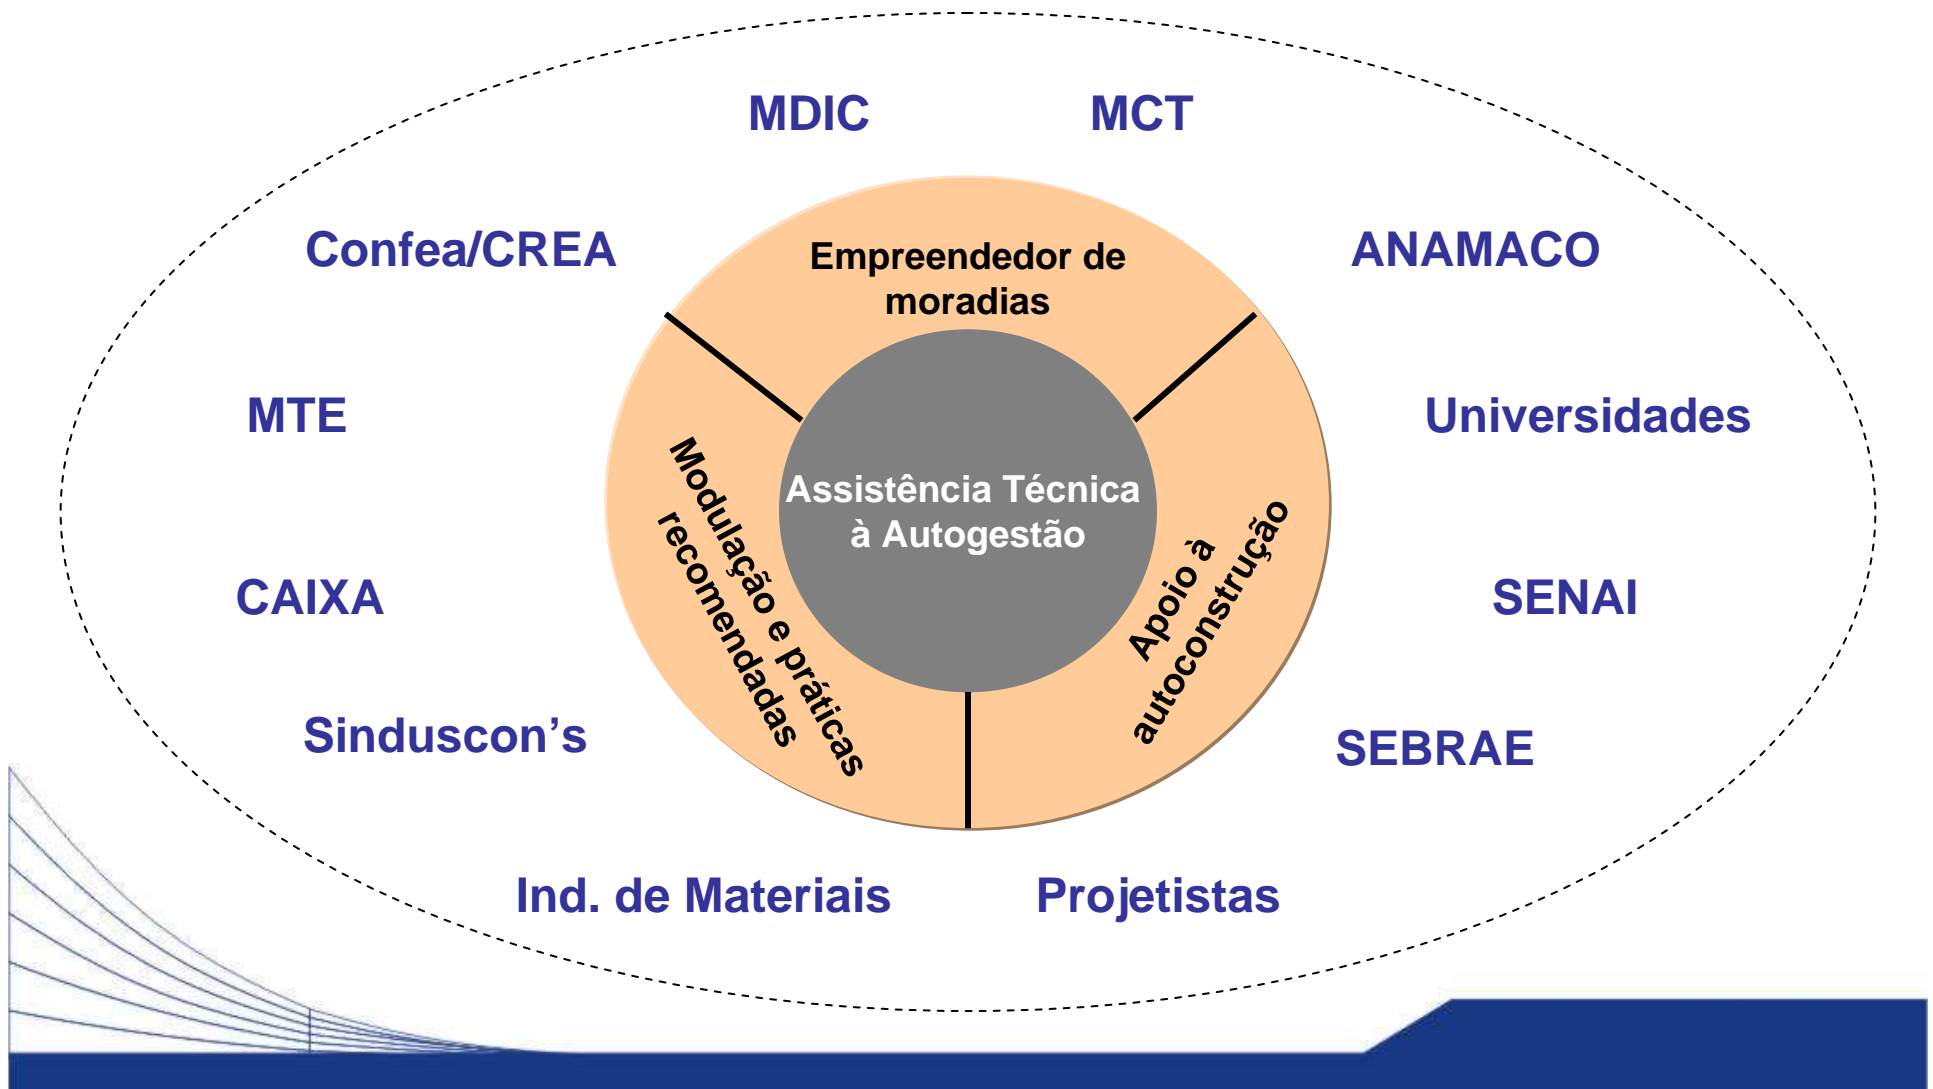 MDIC
MCT
Confea/CREA
ANAMACO
Empreendedor de
moradias
MTE
Universidades
Assistência Técnica
à Autogestão
Modulação e práticas
recomendadas
Apoio à
autoconstrução
CAIXA
SENAI
Sinduscon’s
SEBRAE
Ind. de Materiais
Projetistas